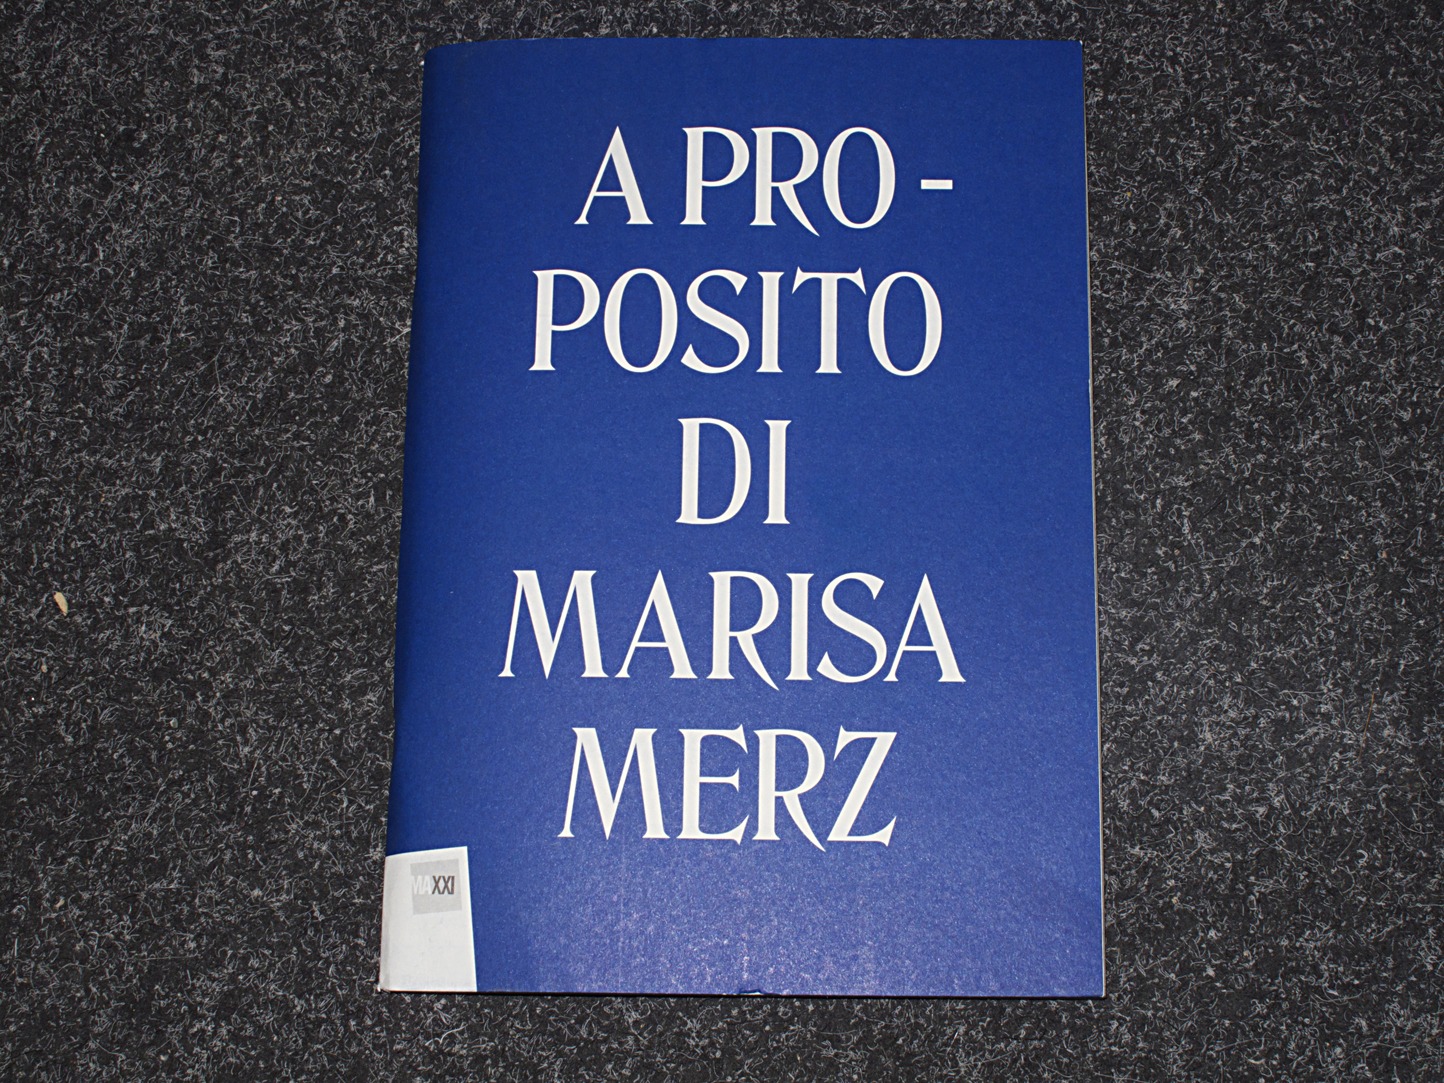 A PRO -
POSITO
DI
MARISA
MERZ
MAXXI